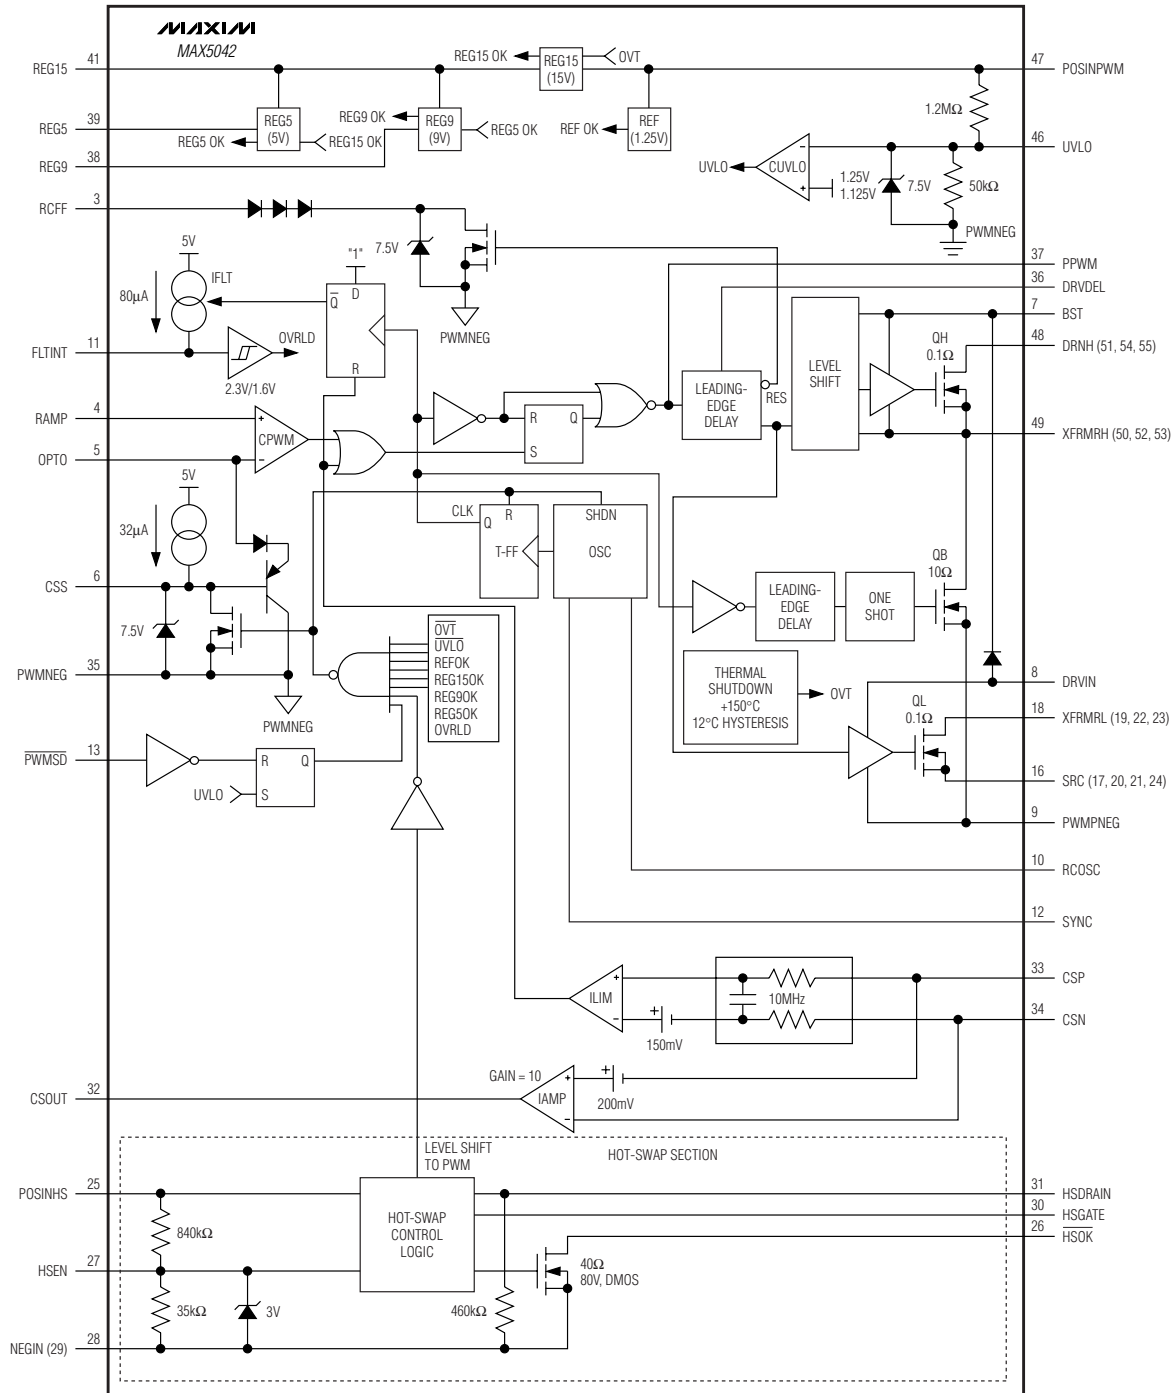 MAXIM
MAX5042
REG15 41
REG15 OK
REG15
(15V)
OVT
47 POSINPWM
1.2MΩ
REG5 39
REG5
(5V)
REG5 OK
REG15 OK
REG9 OK
REG9
(9V)
REG5 OK
REF OK
REF
(1.25V)
46 UVLO
REG9 38
UVLO
CUVLO
−
+
1.25V
1.125V
7.5V
50kΩ
PWMNEG
RCFF 3
7.5V
PWMNEG
37 PPWM
36 DRVDEL
5V
80µA
IFLT
"1"
Q̅
D
R
7 BST
FLTINT 11
OVRLD
2.3V/1.6V
48 DRNH (51, 54, 55)
QH
0.1Ω
LEVEL
SHIFT
LEADING-
EDGE
DELAY
RES
RAMP 4
+
CPWM
−
R
Q
S
49 XFRMRH (50, 52, 53)
OPTO 5
5V
32µA
CLK
Q
R
T-FF
SHDN
OSC
CSS 6
7.5V
LEADING-
EDGE
DELAY
ONE
SHOT
QB
10Ω
O̅V̅T̅
U̅V̅L̅O̅
REFOK
REG15OK
REG9OK
REG5OK
OVRLD
PWMNEG 35
PWMNEG
THERMAL
SHUTDOWN
+150°C
12°C HYSTERESIS
OVT
8 DRVIN
QL
0.1Ω
18 XFRMRL (19, 22, 23)
P̅W̅M̅S̅D̅ 13
R
Q
UVLO
S
16 SRC (17, 20, 21, 24)
9 PWMPNEG
10 RCOSC
12 SYNC
33 CSP
ILIM
+
−
10MHz
34 CSN
+
150mV
GAIN = 10
CSOUT 32
IAMP
+
−
+
200mV
LEVEL SHIFT
TO PWM
HOT-SWAP SECTION
POSINHS 25
840kΩ
HOT-SWAP
CONTROL
LOGIC
31 HSDRAIN
30 HSGATE
26 H̅S̅O̅K̅
HSEN 27
40Ω
80V, DMOS
35kΩ
3V
460kΩ
NEGIN (29) 28